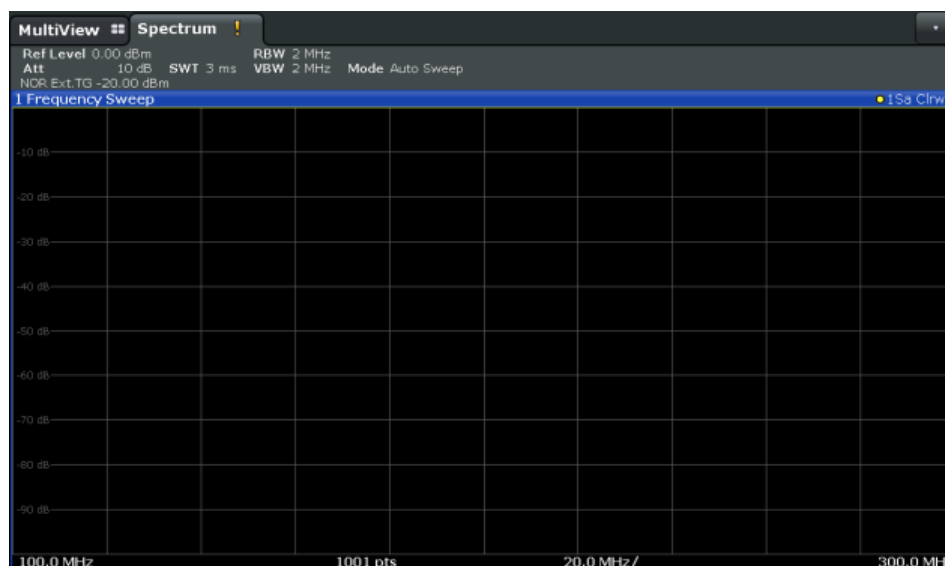 MultiView Spectrum !
Ref Level 0.00 dBm RBW 2 MHz
Att 10 dB SWT 3 ms VBW 2 MHz Mode Auto Sweep
NOR Ext.TG -20.00 dBm
1 Frequency Sweep 1Sa Clrw
-10 dB
-20 dB
-30 dB
-40 dB
-50 dB
-60 dB
-70 dB
-80 dB
-90 dB
100.0 MHz 1001 pts 20.0 MHz/ 300.0 MH